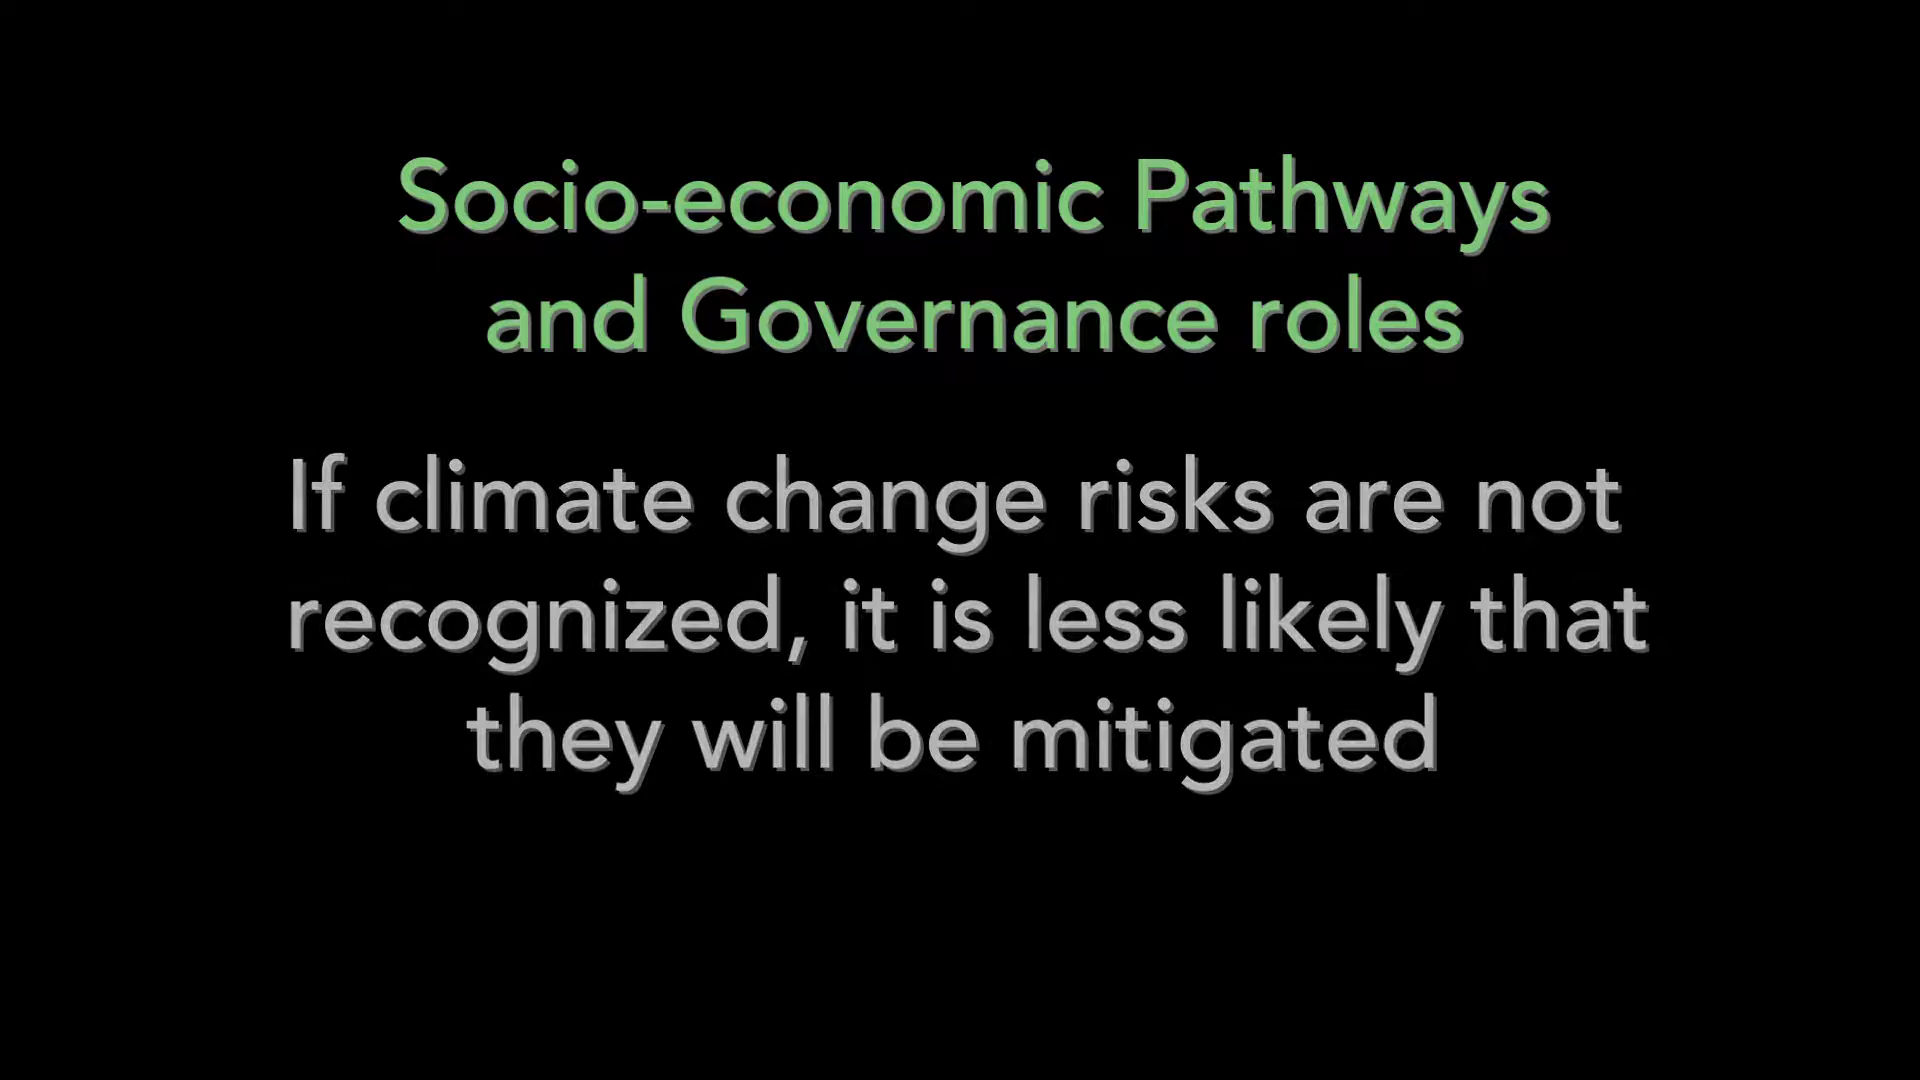 Socio-economic Pathways
and Governance roles
If climate change risks are not
recognized, it is less likely that
they will be mitigated